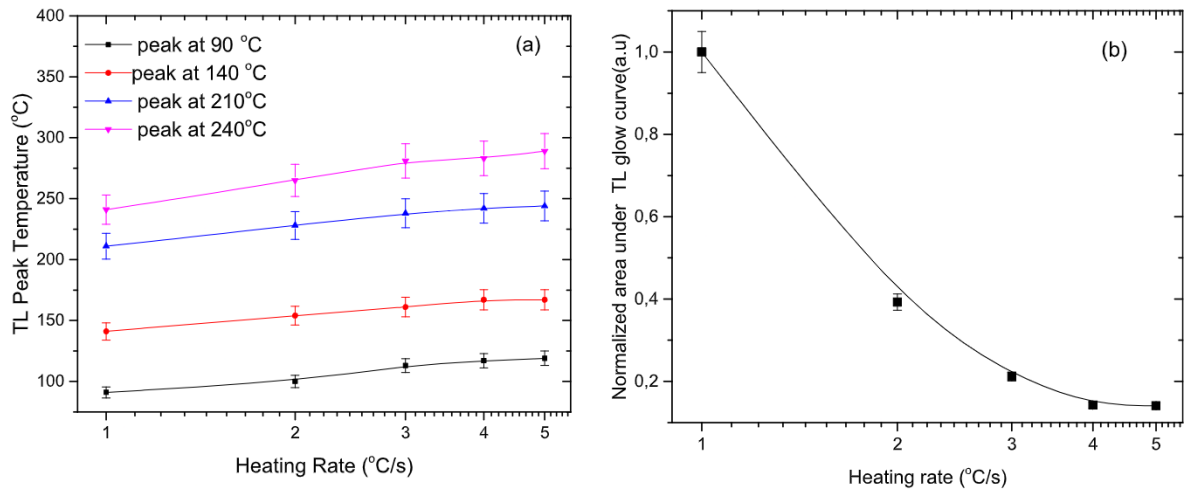 (a)
peak at 90 °C
peak at 140 °C
peak at 210°C
peak at 240°C
TL Peak Temperature (°C)
400
350
300
250
200
150
100
1
2
3
4
5
Heating Rate (°C/s)
(b)
Normalized area under TL glow curve(a.u)
1,0
0,8
0,6
0,4
0,2
1
2
3
4
5
Heating rate (°C/s)